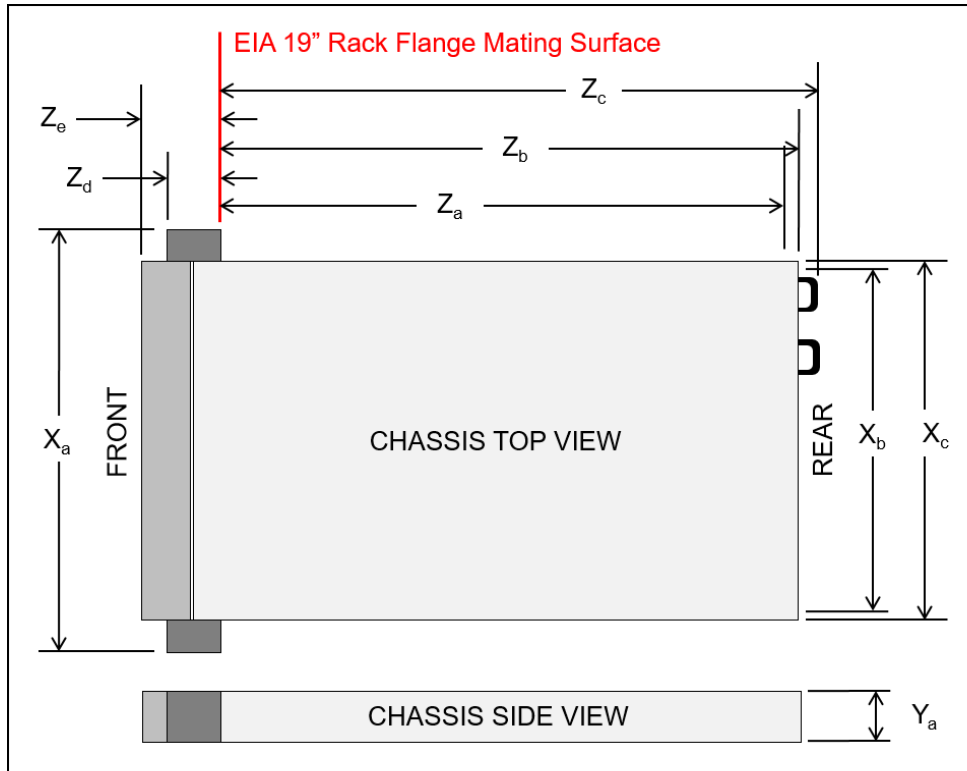 EIA 19” Rack Flange Mating Surface
Zc
Ze
Zb
Zd
Za
Xa
FRONT
CHASSIS TOP VIEW
REAR
Xb
Xc
CHASSIS SIDE VIEW
Ya